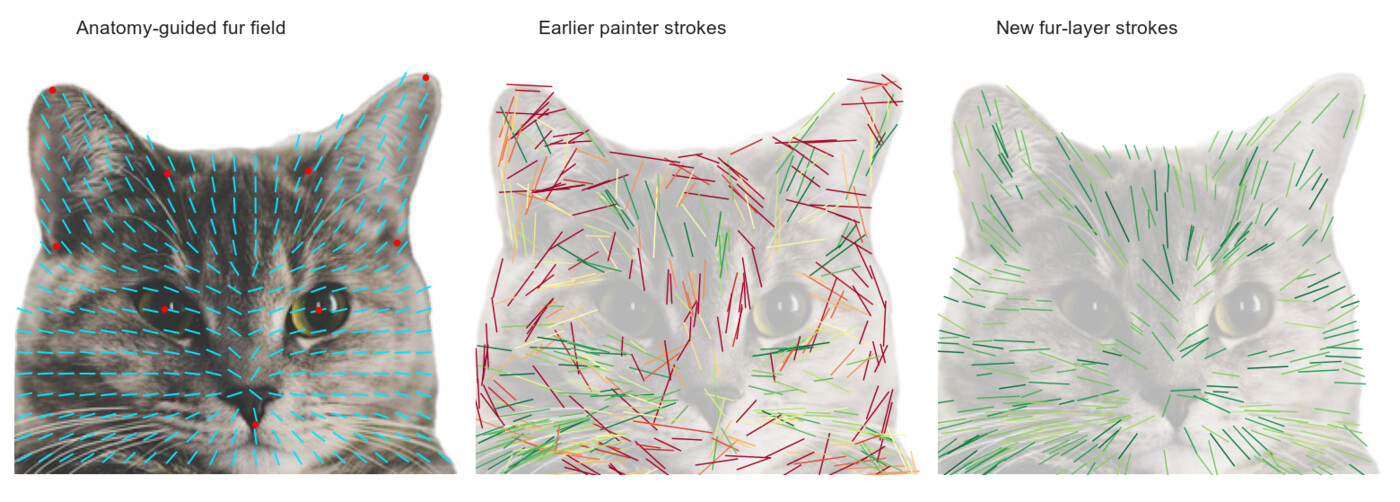 Anatomy-guided fur field
Earlier painter strokes
New fur-layer strokes